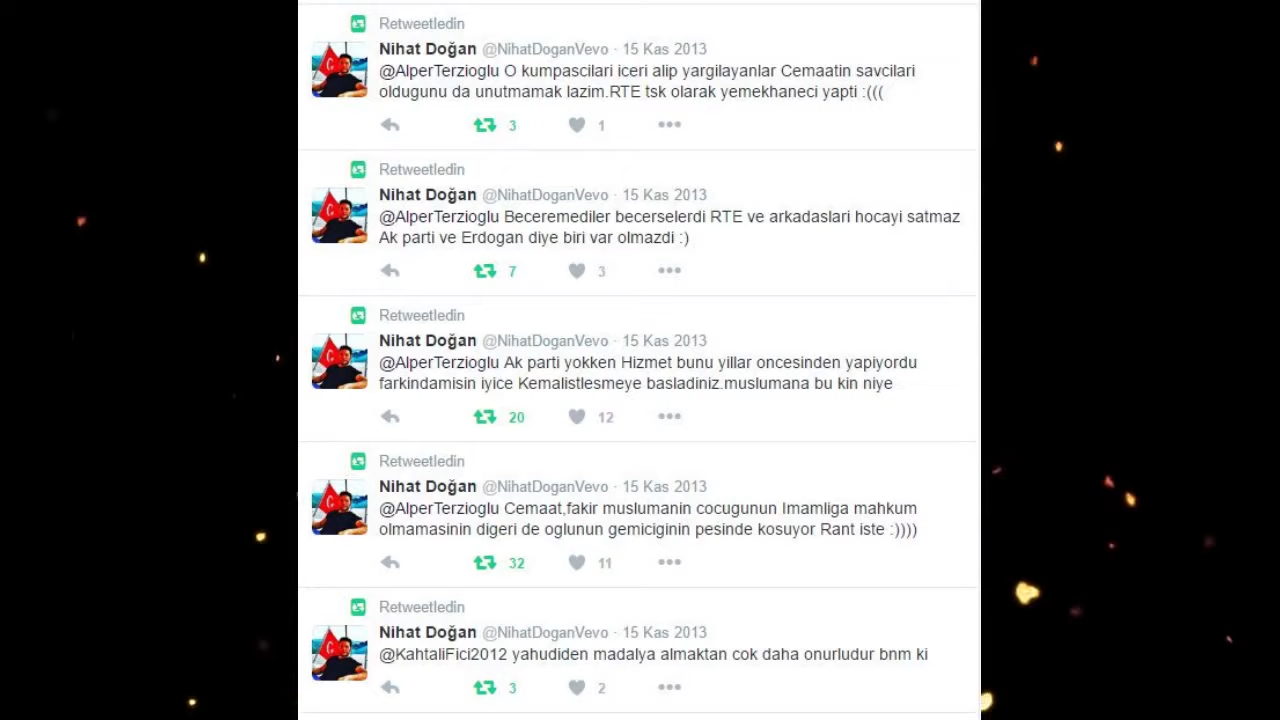 Retweetledin
Nihat Doğan @NihatDoganVevo · 15 Kas 2013
@AlperTerzioglu O kumpascilari iceri alip yargilayanlar Cemaatin savcilari
oldugunu da unutmamak lazim.RTE tsk olarak yemekhaneci yapti :(((
3 1
Retweetledin
Nihat Doğan @NihatDoganVevo · 15 Kas 2013
@AlperTerzioglu Beceremediler becerselerdi RTE ve arkadaslari hocayi satmaz
Ak parti ve Erdogan diye biri var olmazdi :)
7 3
Retweetledin
Nihat Doğan @NihatDoganVevo · 15 Kas 2013
@AlperTerzioglu Ak parti yokken Hizmet bunu yillar oncesinden yapiyordu
farkindamisin iyice Kemalistlesmeye basladiniz.muslumana bu kin niye
20 12
Retweetledin
Nihat Doğan @NihatDoganVevo · 15 Kas 2013
@AlperTerzioglu Cemaat,fakir muslumanin cocugunun Imamliga mahkum
olmamasinin digeri de oglunun gemiciginin pesinde kosuyor Rant iste :))))
32 11
Retweetledin
Nihat Doğan @NihatDoganVevo · 15 Kas 2013
@KahtaliFici2012 yahudiden madalya almaktan cok daha onurludur bnm ki
3 2